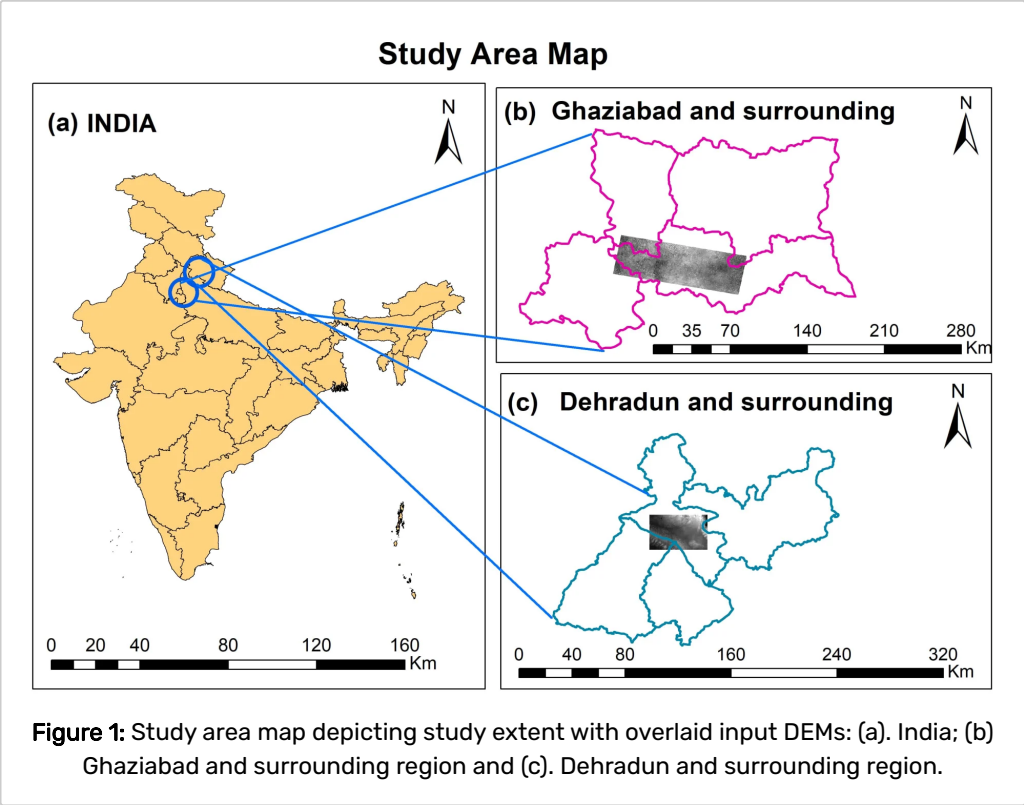 Study Area Map
(a) INDIA
N
0 20 40 80 120 160
Km
(b) Ghaziabad and surrounding
N
0 35 70 140 210 280
Km
(c) Dehradun and surrounding
N
0 40 80 160 240 320
Km
Figure 1: Study area map depicting study extent with overlaid input DEMs: (a). India; (b)
Ghaziabad and surrounding region and (c). Dehradun and surrounding region.